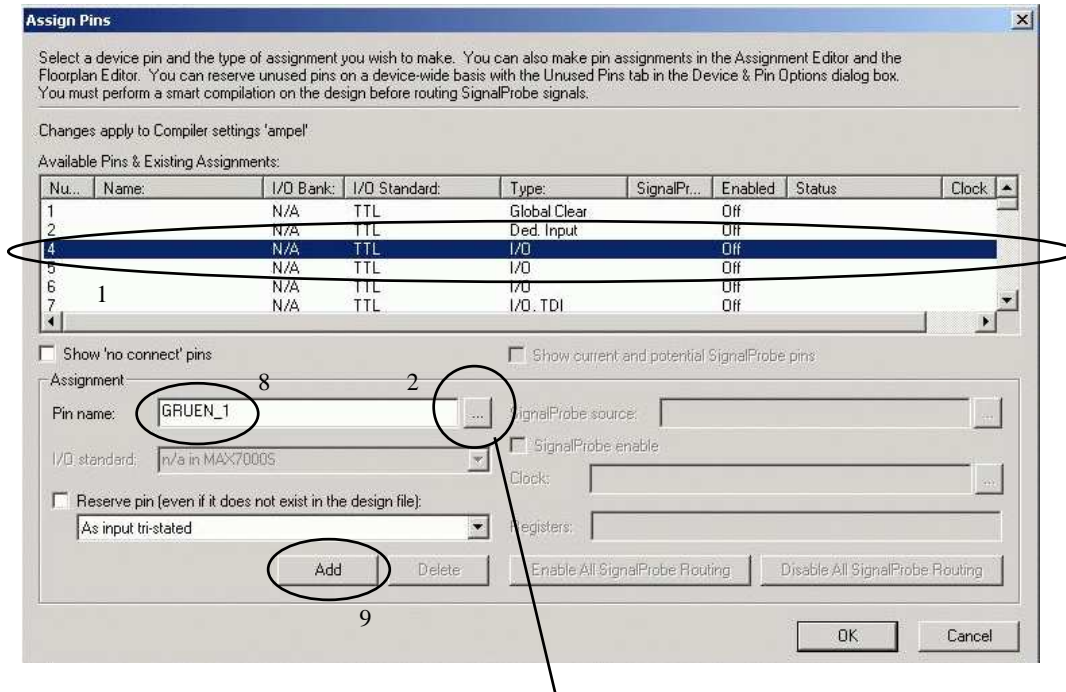 Assign Pins
Select a device pin and the type of assignment you wish to make. You can also make pin assignments in the Assignment Editor and the
Floorplan Editor. You can reserve unused pins on a device-wide basis with the Unused Pins tab in the Device & Pin Options dialog box.
You must perform a smart compilation on the design before routing SignalProbe signals.
Changes apply to Compiler settings 'ampel'
Available Pins & Existing Assignments:
Nu... Name: I/O Bank: I/O Standard: Type: SignalPr... Enabled Status Clock
1 N/A TTL Global Clear Off
2 N/A TTL Ded. Input Off
4 N/A TTL I/O Off
5 N/A TTL I/O Off
6 N/A TTL I/O Off
1
7 N/A TTL I/O, TDI Off
Show 'no connect' pins Show current and potential SignalProbe pins
Assignment 8 2
Pin name: GRUEN_1 ... SignalProbe source: ...
SignalProbe enable
I/O standard: n/a in MAX7000S
Clock: ...
Reserve pin (even if it does not exist in the design file):
As input tri-stated Registers:
Add Delete Enable All SignalProbe Routing Disable All SignalProbe Routing
9
OK Cancel